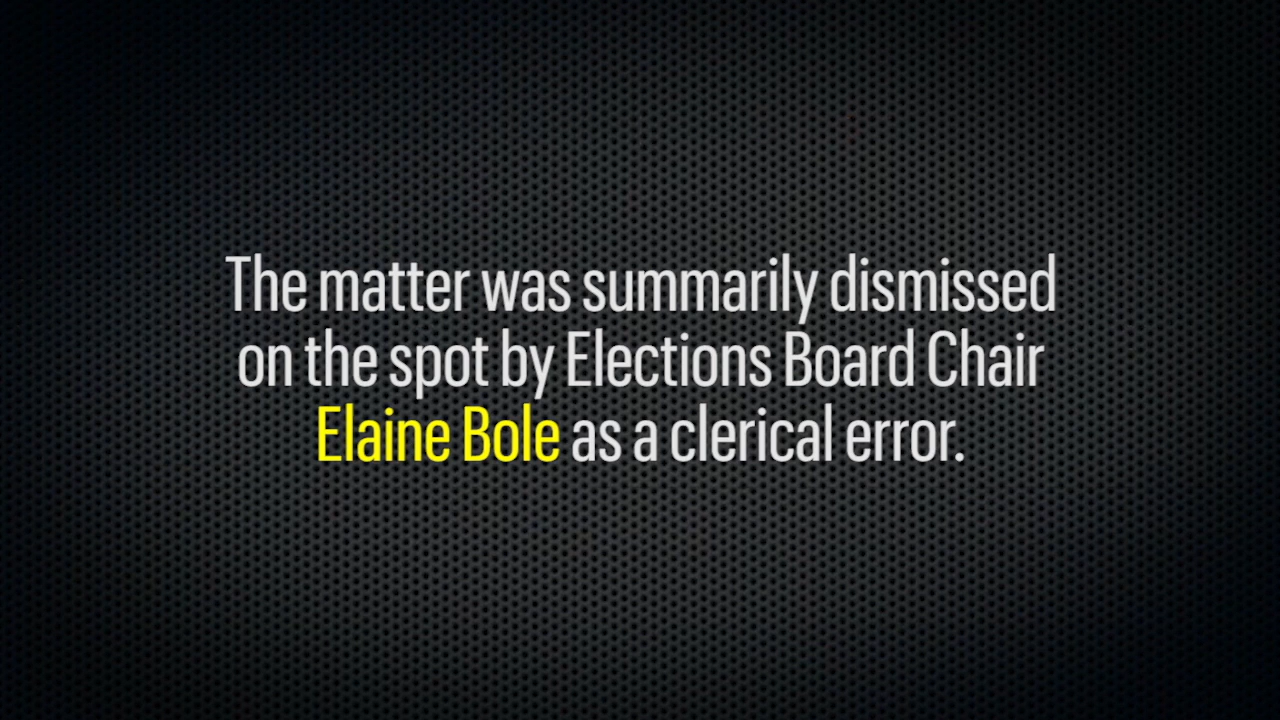 The matter was summarily dismissed
on the spot by Elections Board Chair
Elaine Bole as a clerical error.